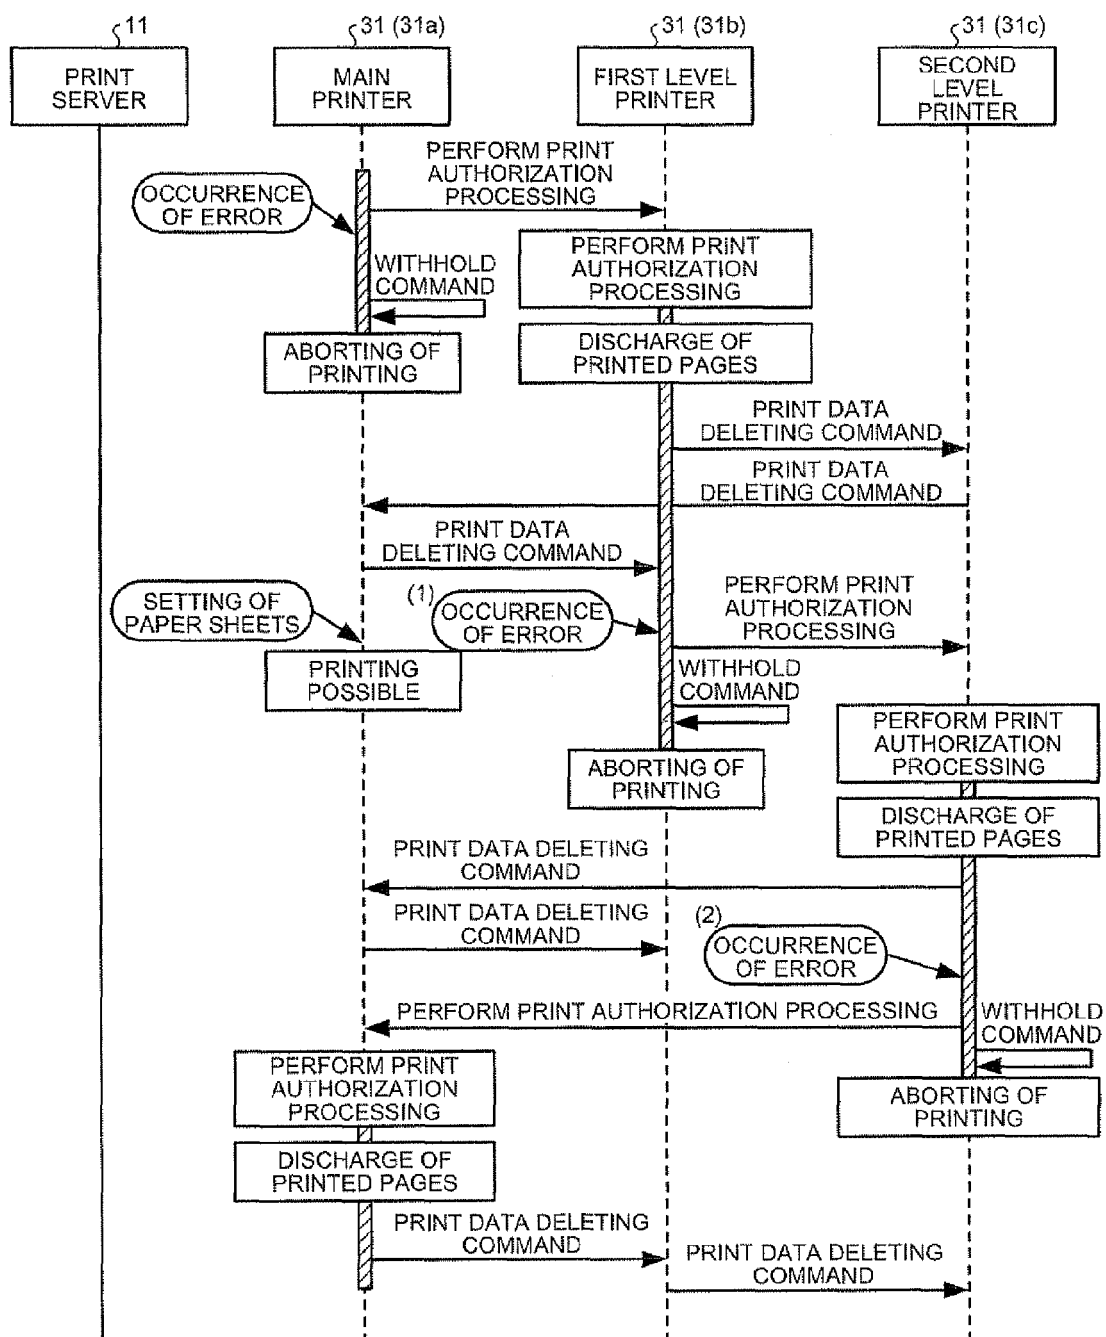 11
31 (31a)
31 (31b)
31 (31c)
PRINT
SERVER
MAIN
PRINTER
FIRST LEVEL
PRINTER
SECOND
LEVEL
PRINTER
PERFORM PRINT
AUTHORIZATION
PROCESSING
OCCURRENCE
OF ERROR
PERFORM PRINT
AUTHORIZATION
PROCESSING
WITHHOLD
COMMAND
DISCHARGE OF
PRINTED PAGES
ABORTING OF
PRINTING
PRINT DATA
DELETING COMMAND
PRINT DATA
DELETING COMMAND
PRINT DATA
DELETING COMMAND
SETTING OF
PAPER SHEETS
(1)
OCCURRENCE
OF ERROR
PERFORM PRINT
AUTHORIZATION
PROCESSING
PRINTING
POSSIBLE
WITHHOLD
COMMAND
PERFORM PRINT
AUTHORIZATION
PROCESSING
ABORTING OF
PRINTING
DISCHARGE OF
PRINTED PAGES
PRINT DATA DELETING
COMMAND
PRINT DATA DELETING
COMMAND
(2)
OCCURRENCE
OF ERROR
PERFORM PRINT AUTHORIZATION PROCESSING
WITHHOLD
COMMAND
PERFORM PRINT
AUTHORIZATION
PROCESSING
ABORTING OF
PRINTING
DISCHARGE OF
PRINTED PAGES
PRINT DATA DELETING
COMMAND
PRINT DATA DELETING
COMMAND